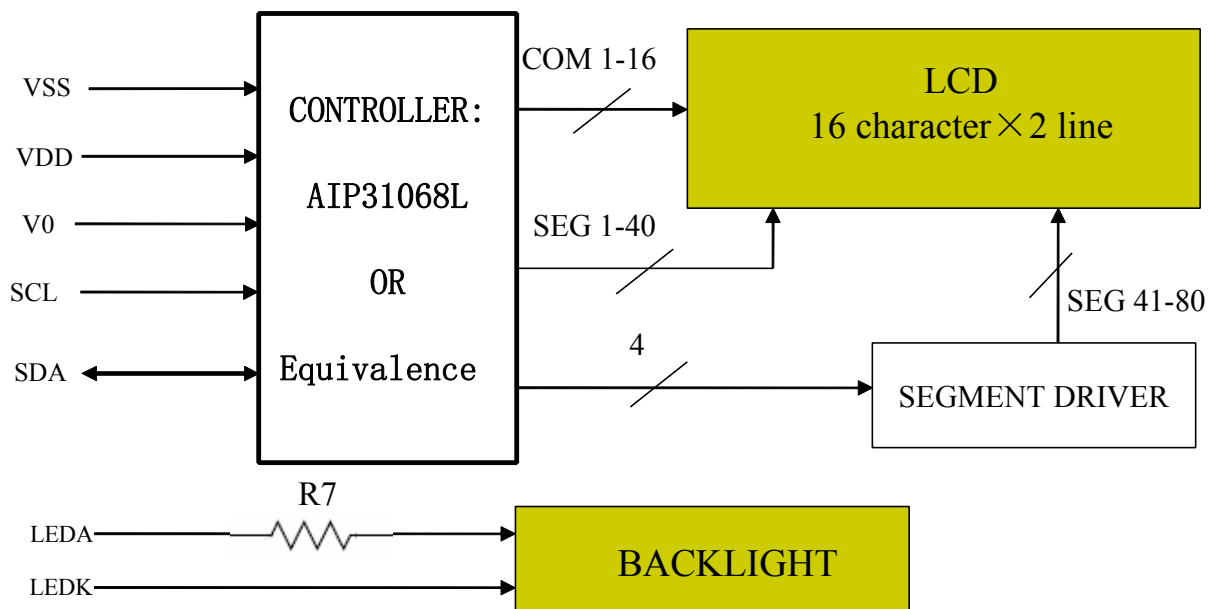 VSS
VDD
V0
SCL
SDA
CONTROLLER:
AIP31068L
OR
Equivalence
COM 1-16
SEG 1-40
4
LCD
16 character×2 line
SEG 41-80
SEGMENT DRIVER
R7
LEDA
LEDK
BACKLIGHT